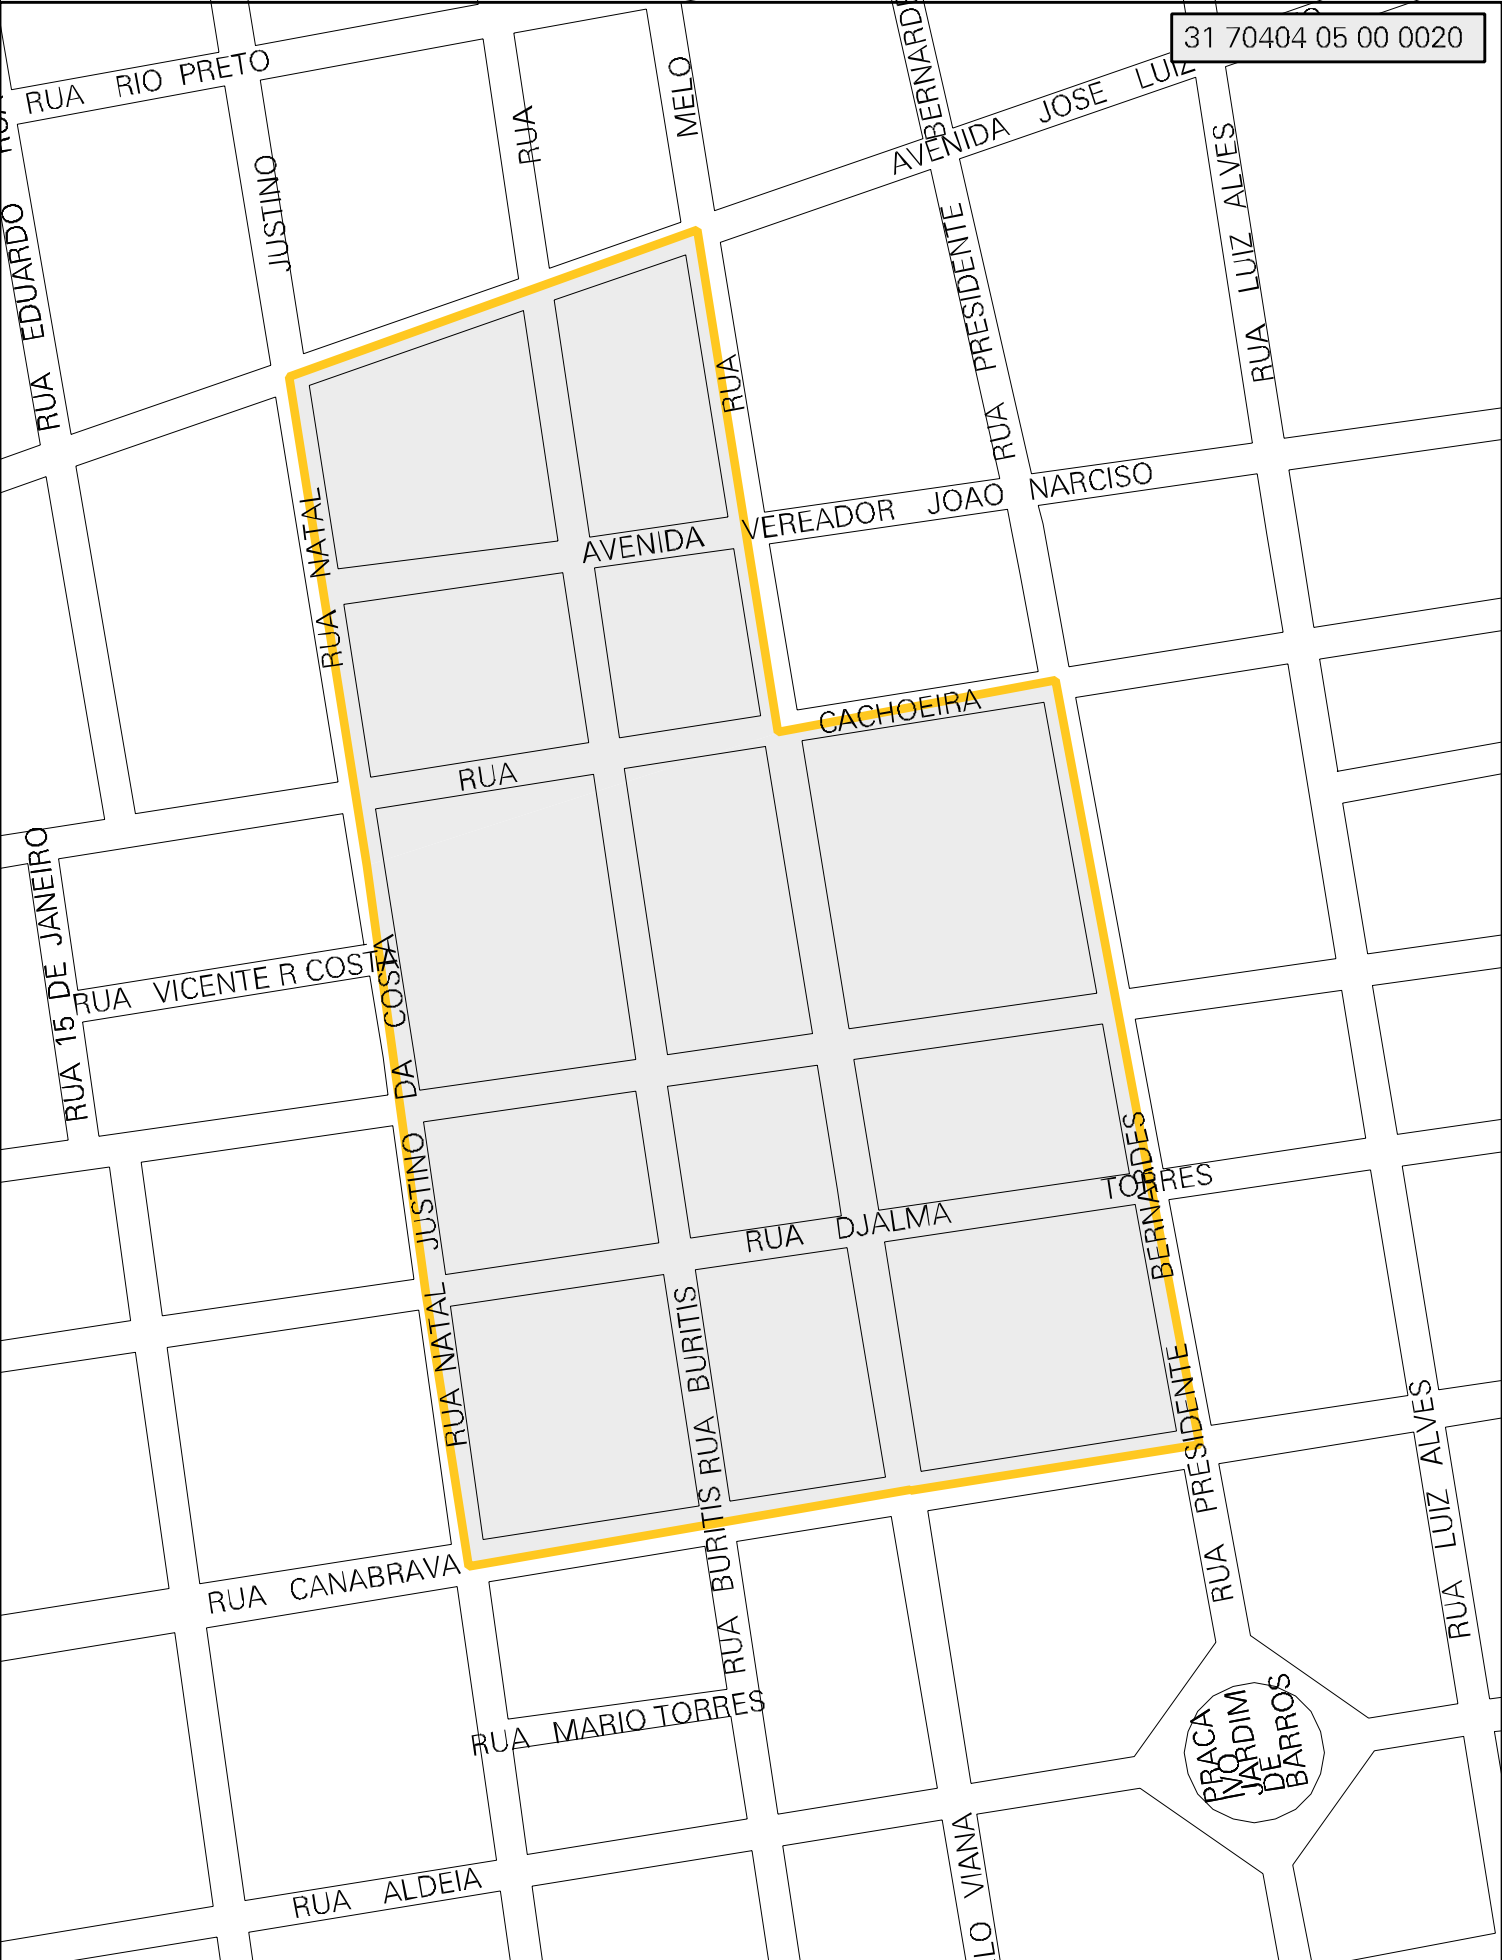 31 70404 05 00 0020
RUA RIO PRETO
JUSTINO
RUA
MELO
BERNARDE
AVENIDA JOSE LUIZ
RUA LUIZ ALVES
RUA EDUARDO
RUA PRESIDENTE
RUA
RUA NATAL
AVENIDA VEREADOR JOAO NARCISO
RUA CACHOEIRA
RUA 15 DE JANEIRO
RUA VICENTE R COSTA
RUA NATAL JUSTINO DA COSTA
RUA DJALMA TORRES
RUA PRESIDENTE BERNARDES
RUA BURITIS
RUA BURITIS
RUA LUIZ ALVES
RUA CANABRAVA
RUA MARIO TORRES
PRACA
IVO
JARDIM
DE
BARROS
RUA ALDEIA
LO VIANA